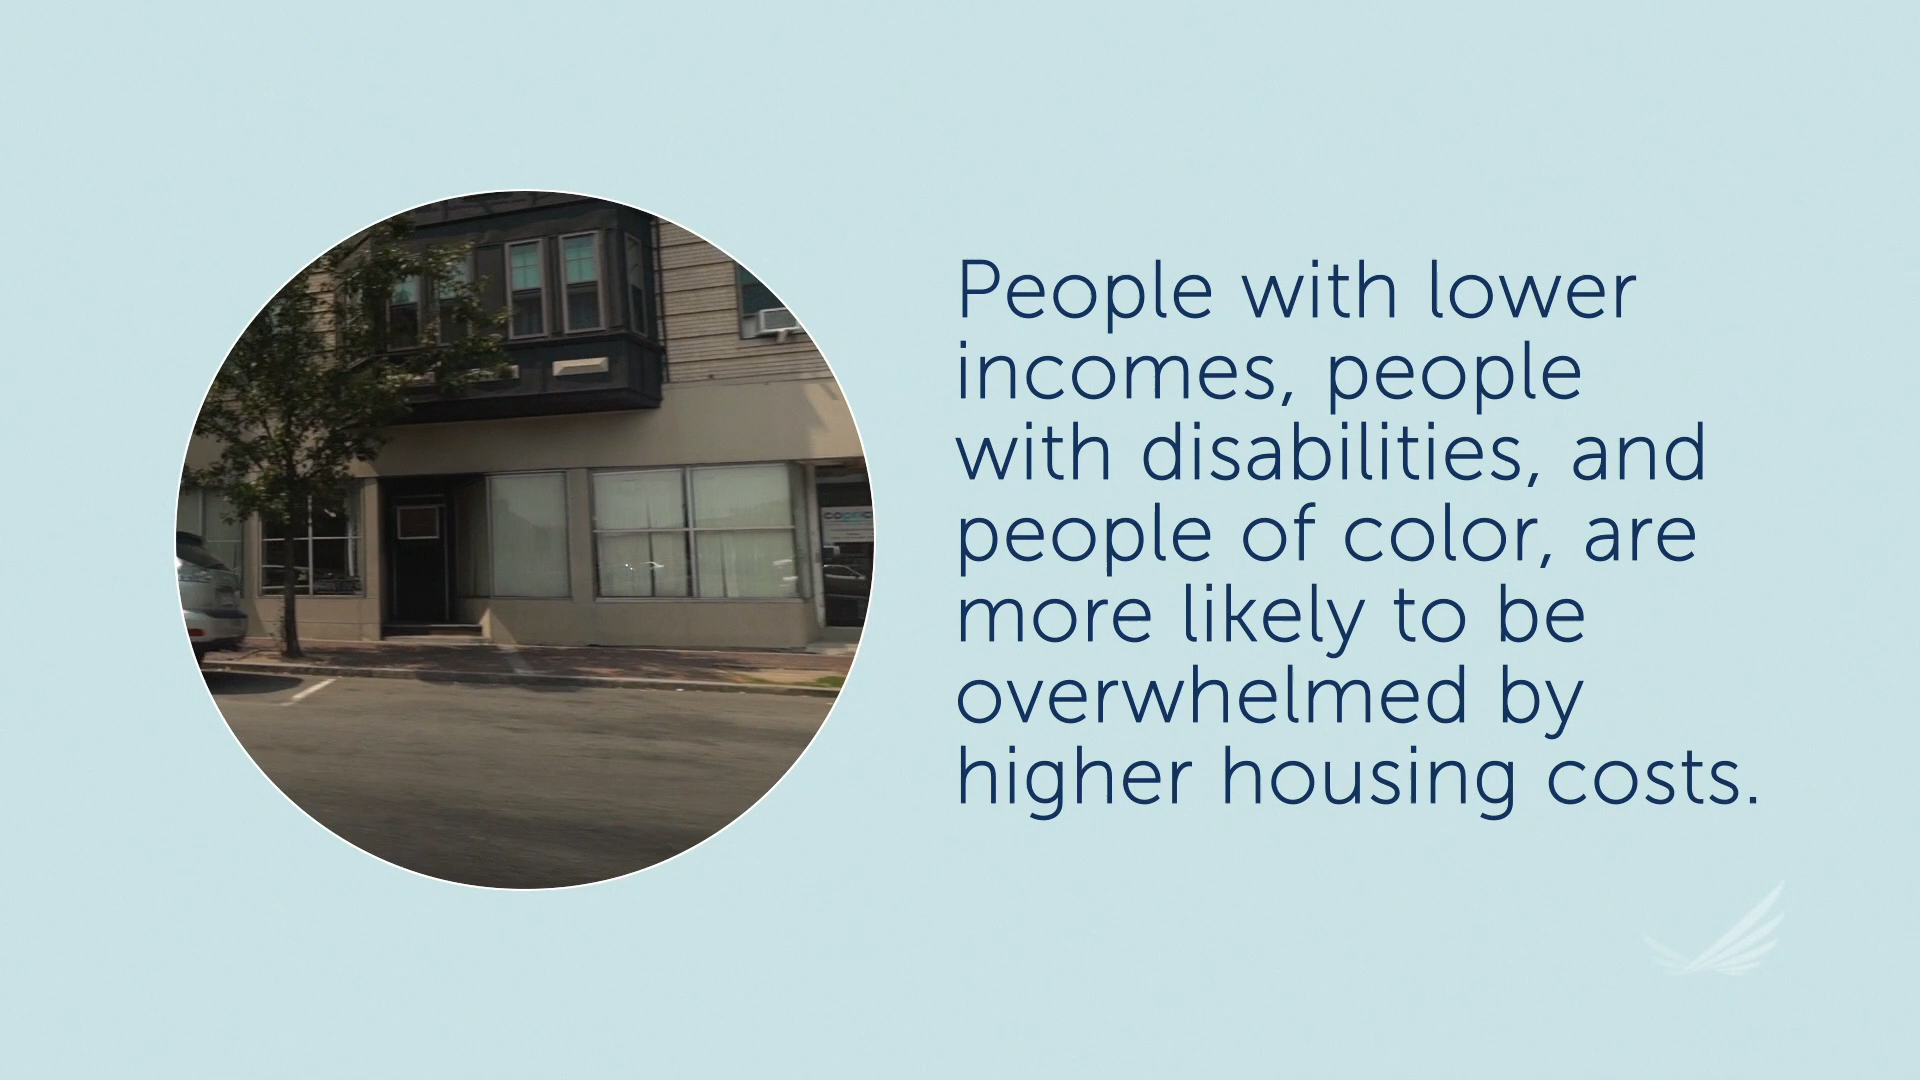 People with lower
incomes, people
with disabilities, and
people of color, are
more likely to be
overwhelmed by
higher housing costs.